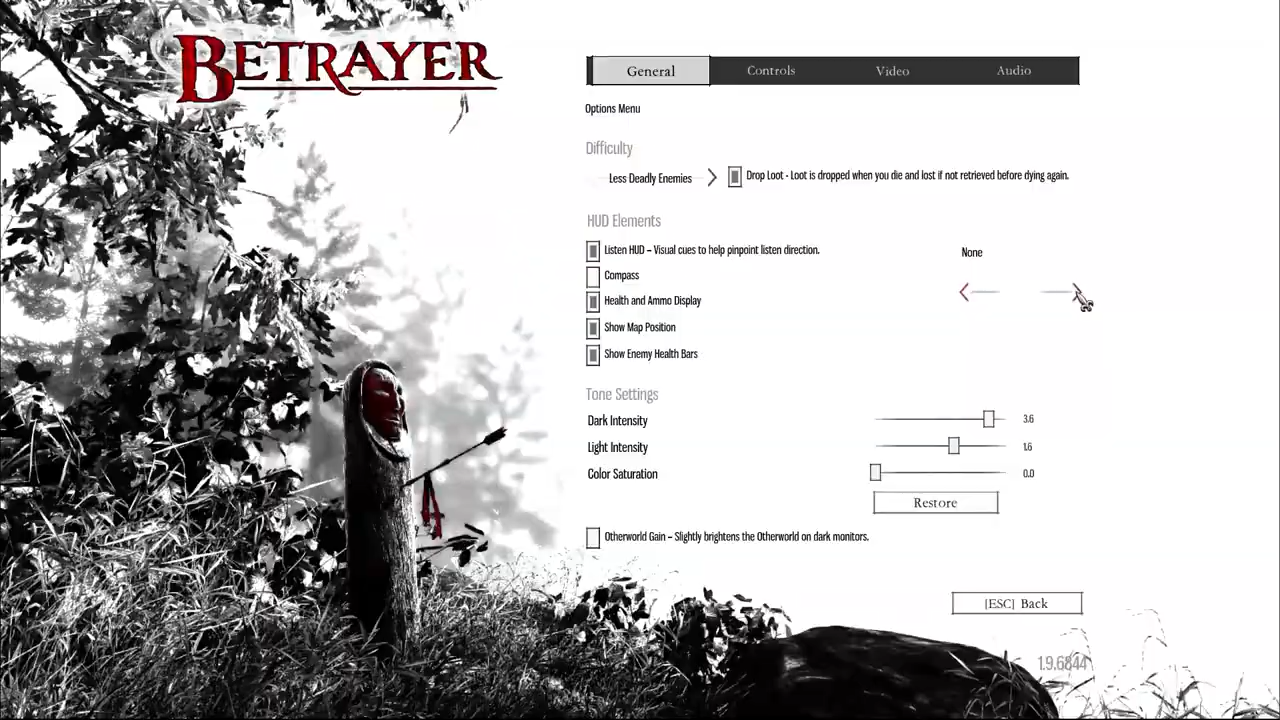 BETRAYER
General Controls Video Audio
Options Menu
Difficulty
Less Deadly Enemies Drop Loot - Loot is dropped when you die and lost if not retrieved before dying again.
HUD Elements
Listen HUD – Visual cues to help pinpoint listen direction. None
Compass
Health and Ammo Display
Show Map Position
Show Enemy Health Bars
Tone Settings
Dark Intensity 3.6
Light Intensity 1.6
Color Saturation 0.0
Restore
Otherworld Gain – Slightly brightens the Otherworld on dark monitors.
[ESC] Back
1.9.6844